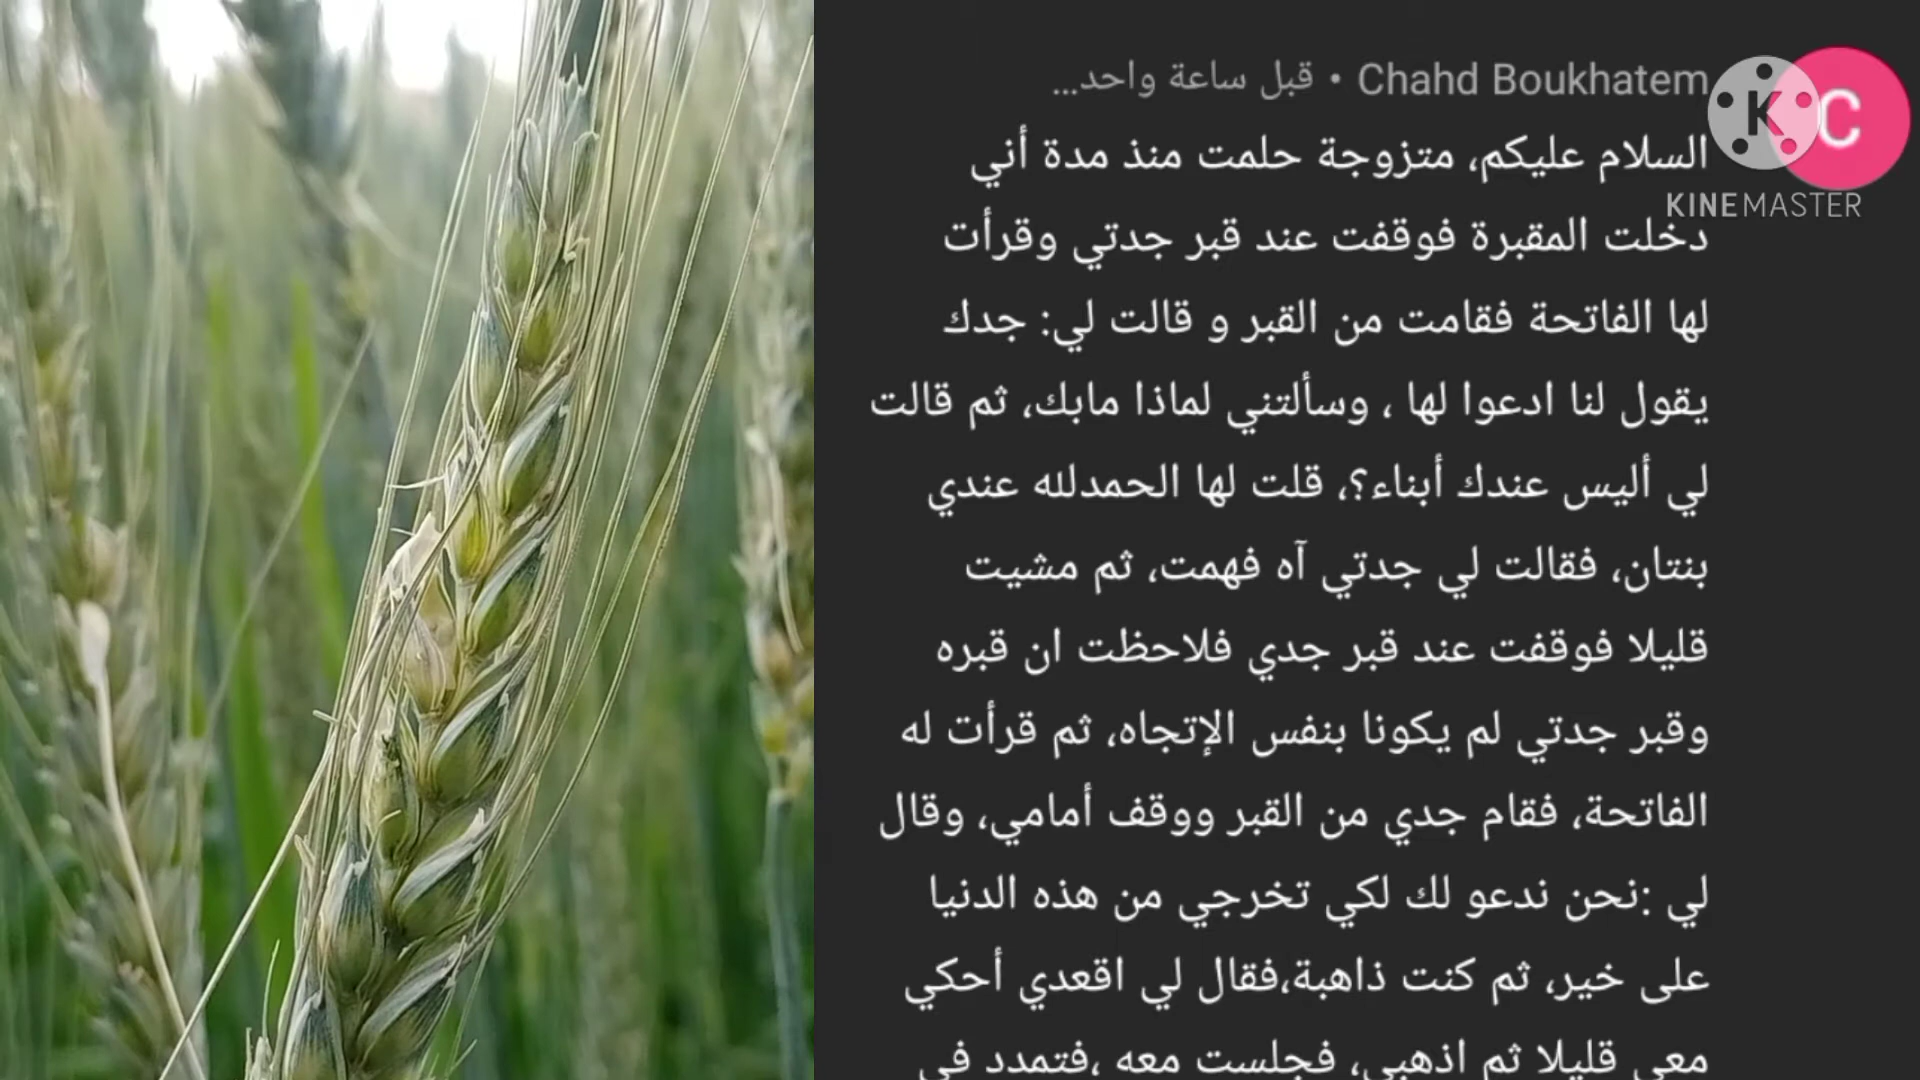 Chahd Boukhatem • قبل ساعة واحد...
السلام عليكم، متزوجة حلمت منذ مدة أني
دخلت المقبرة فوقفت عند قبر جدتي وقرأت
لها الفاتحة فقامت من القبر و قالت لي: جدك
يقول لنا ادعوا لها ، وسألتني لماذا مابك، ثم قالت
لي أليس عندك أبناء؟، قلت لها الحمدلله عندي
بنتان، فقالت لي جدتي آه فهمت، ثم مشيت
قليلا فوقفت عند قبر جدي فلاحظت ان قبره
وقبر جدتي لم يكونا بنفس الإتجاه، ثم قرأت له
الفاتحة، فقام جدي من القبر ووقف أمامي، وقال
لي :نحن ندعو لك لكي تخرجي من هذه الدنيا
على خير، ثم كنت ذاهبة،فقال لي اقعدي أحكي
معي قليلا ثم اذهبي، فجلست معه ،فتمدد في
K
C
KINEMASTER